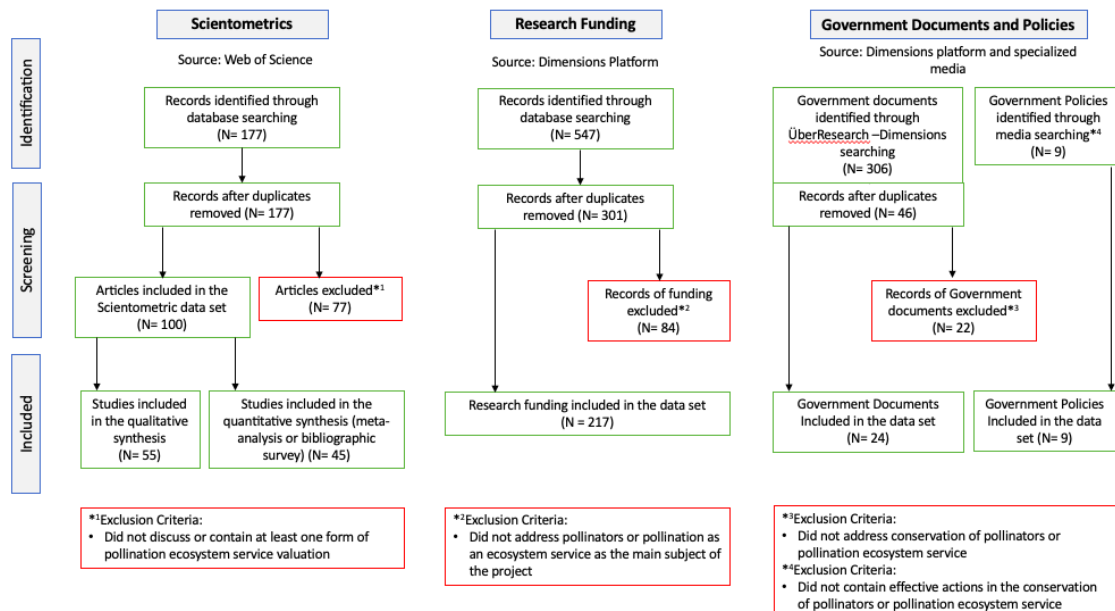 Scientometrics
Source: Web of Science
Identification
Records identified through
database searching
(N= 177)
Screening
Records after duplicates
removed (N= 177)
Articles included in the
Scientometric data set
(N= 100)
Articles excluded*1
(N= 77)
Included
Studies included
in the qualitative
synthesis
(N= 55)
Studies included in the
quantitative synthesis (meta-
analysis or bibliographic
survey) (N= 45)
*1Exclusion Criteria:
• Did not discuss or contain at least one form of
pollination ecosystem service valuation
Research Funding
Source: Dimensions Platform
Records identified through
database searching
(N= 547)
Records after duplicates
removed (N= 301)
Records of funding
excluded*2
(N= 84)
Research funding included in the data set
(N = 217)
*2Exclusion Criteria:
• Did not address pollinators or pollination as
an ecosystem service as the main subject of
the project
Government Documents and Policies
Source: Dimensions platform and specialized
media
Government documents
identified through
ÜberResearch –Dimensions
searching
(N= 306)
Government Policies
identified through
media searching*4
(N= 9)
Records after duplicates
removed (N= 46)
Records of Government
documents excluded*3
(N= 22)
Government Documents
Included in the data set
(N= 24)
Government Policies
Included in the data
set (N= 9)
*3Exclusion Criteria:
• Did not address conservation of pollinators or
pollination ecosystem service
*4Exclusion Criteria:
• Did not contain effective actions in the conservation
of pollinators or pollination ecosystem service